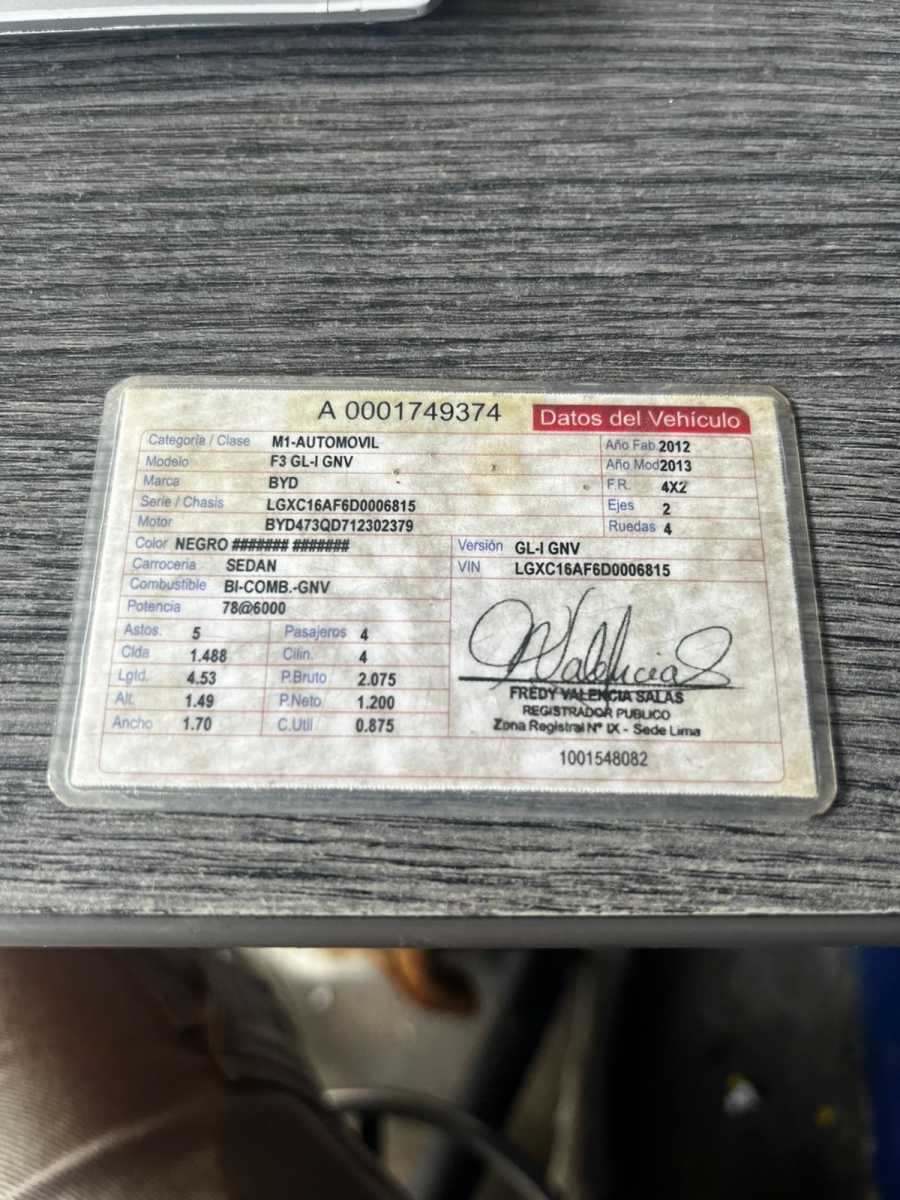 A 0001749374 Datos del Vehículo
Categoria / Clase M1-AUTOMOVIL Año Fab. 2012
Modelo F3 GL-I GNV Año Mod 2013
Marca BYD F.R. 4X2
Serie / Chasis LGXC16AF6D0006815 Ejes 2
Motor BYD473QD712302379 Ruedas 4
Color NEGRO ####### ####### Versión GL-I GNV
Carroceria SEDAN VIN LGXC16AF6D0006815
Combustible BI-COMB.-GNV
Potencia 78@6000
Astos. 5 Pasajeros 4
Clda 1.488 Cilin. 4
Lgtd. 4.53 P.Bruto 2.075
Alt. 1.49 P.Neto 1.200
Ancho 1.70 C.Util 0.875
FREDY VALENCIA SALAS
REGISTRADOR PUBLICO
Zona Registral N° IX - Sede Lima
1001548082